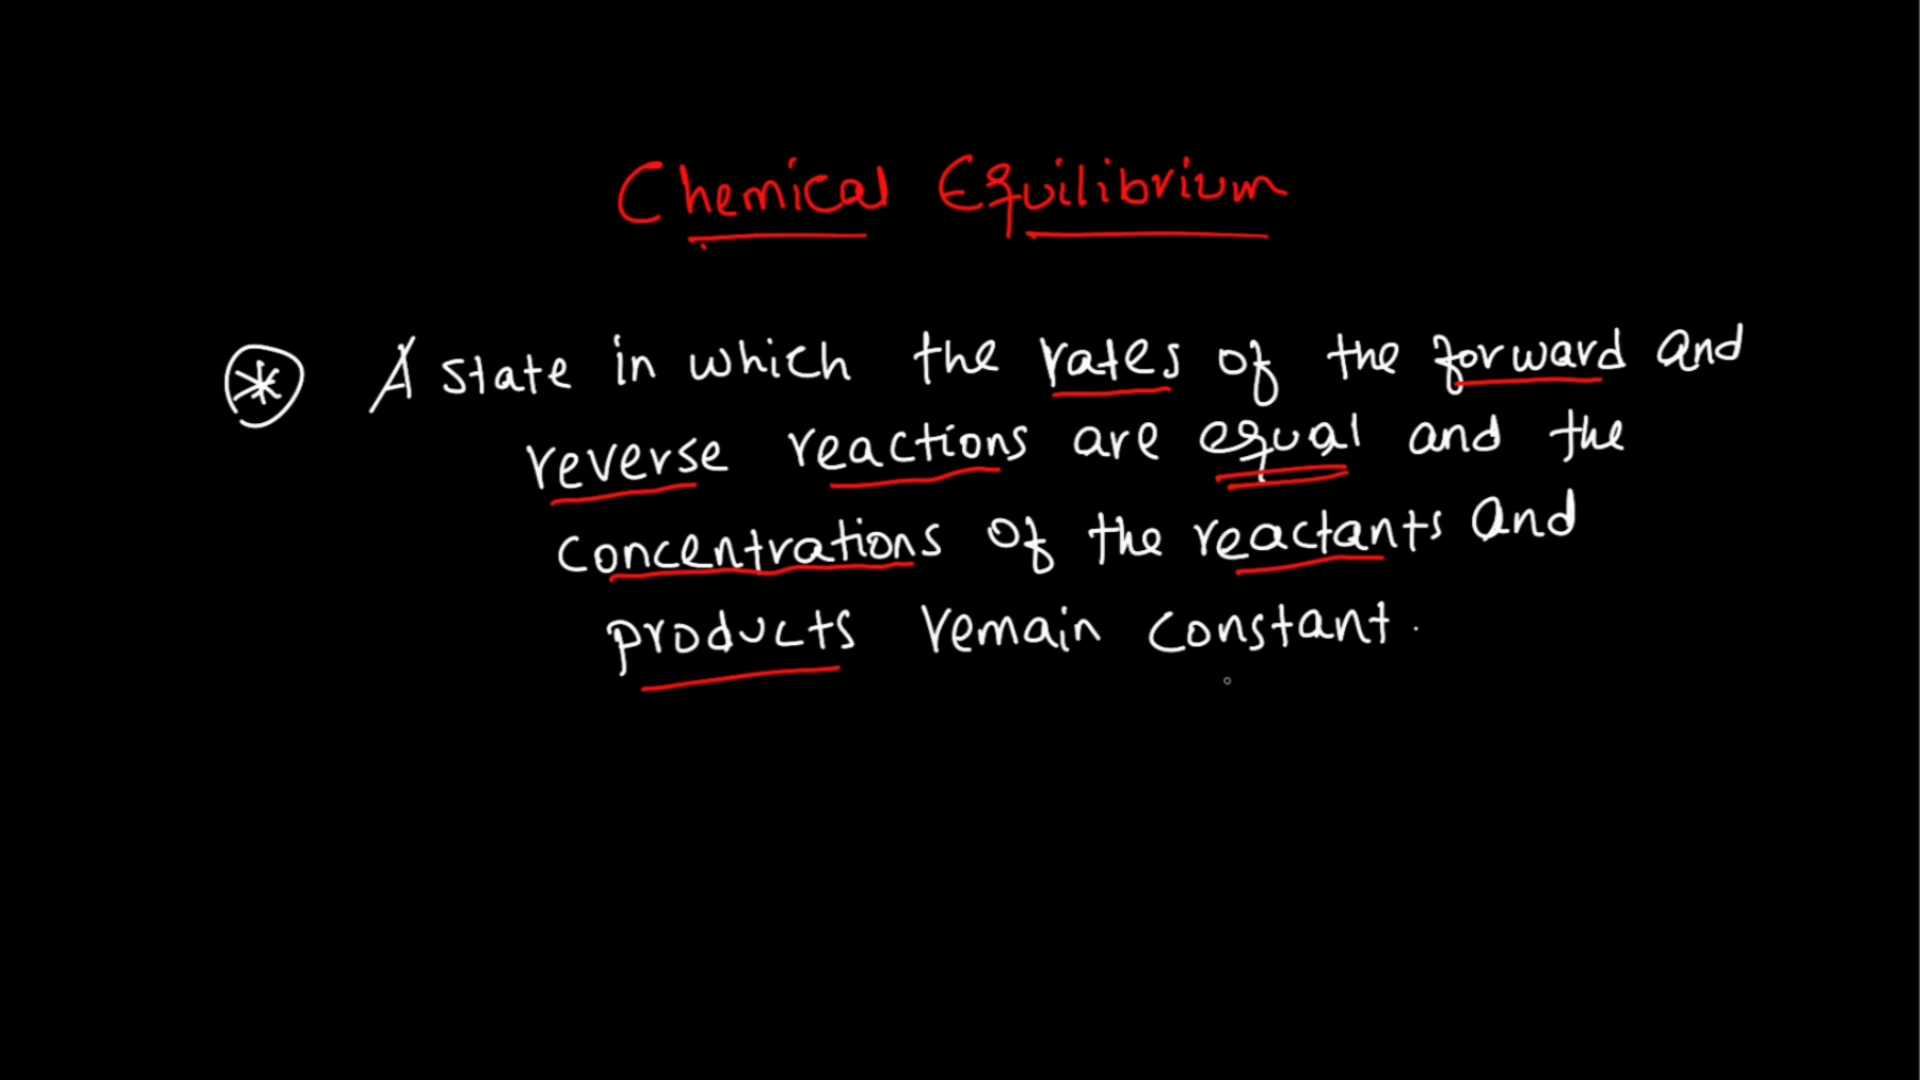 Chemical Equilibrium
A state in which the rates of the forward and
reverse reactions are equal and the
concentrations of the reactants and
products remain constant.